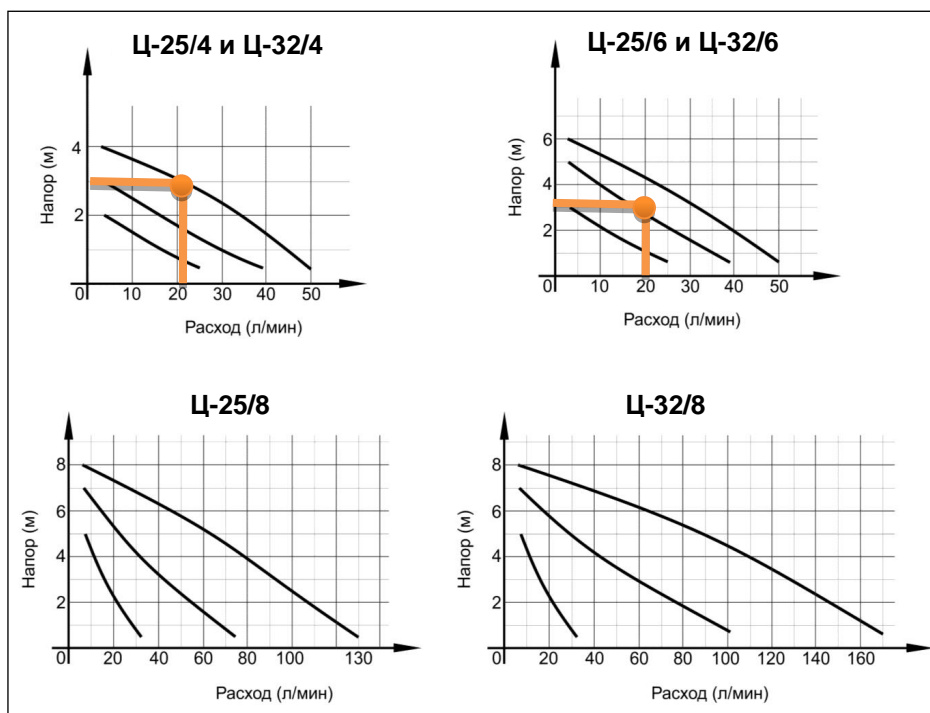 Ц-25/4 и Ц-32/4
Напор (м)
4
2
0 10 20 30 40 50
Расход (л/мин)
Ц-25/6 и Ц-32/6
Напор (м)
6
4
2
0 10 20 30 40 50
Расход (л/мин)
Ц-25/8
Напор (м)
8
6
4
2
0 20 40 60 80 100 130
Расход (л/мин)
Ц-32/8
Напор (м)
8
6
4
2
0 20 40 60 80 100 120 140 160
Расход (л/мин)